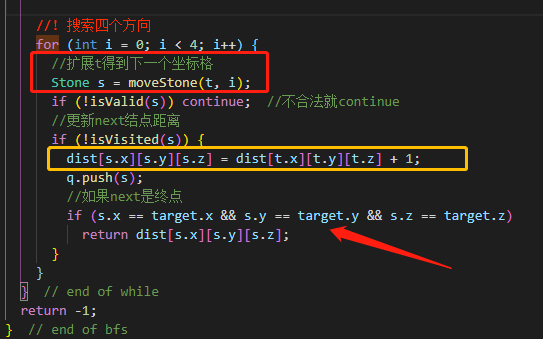 //! 搜索四个方向
for (int i = 0; i < 4; i++) {
//扩展t得到下一个坐标格
Stone s = moveStone(t, i);
if (!isValid(s)) continue;  //不合法就continue
//更新next结点距离
if (!isVisited(s)) {
dist[s.x][s.y][s.z] = dist[t.x][t.y][t.z] + 1;
q.push(s);
//如果next是终点
if (s.x == target.x && s.y == target.y && s.z == target.z)
return dist[s.x][s.y][s.z];
}
}
}  // end of while
return -1;
}  // end of bfs